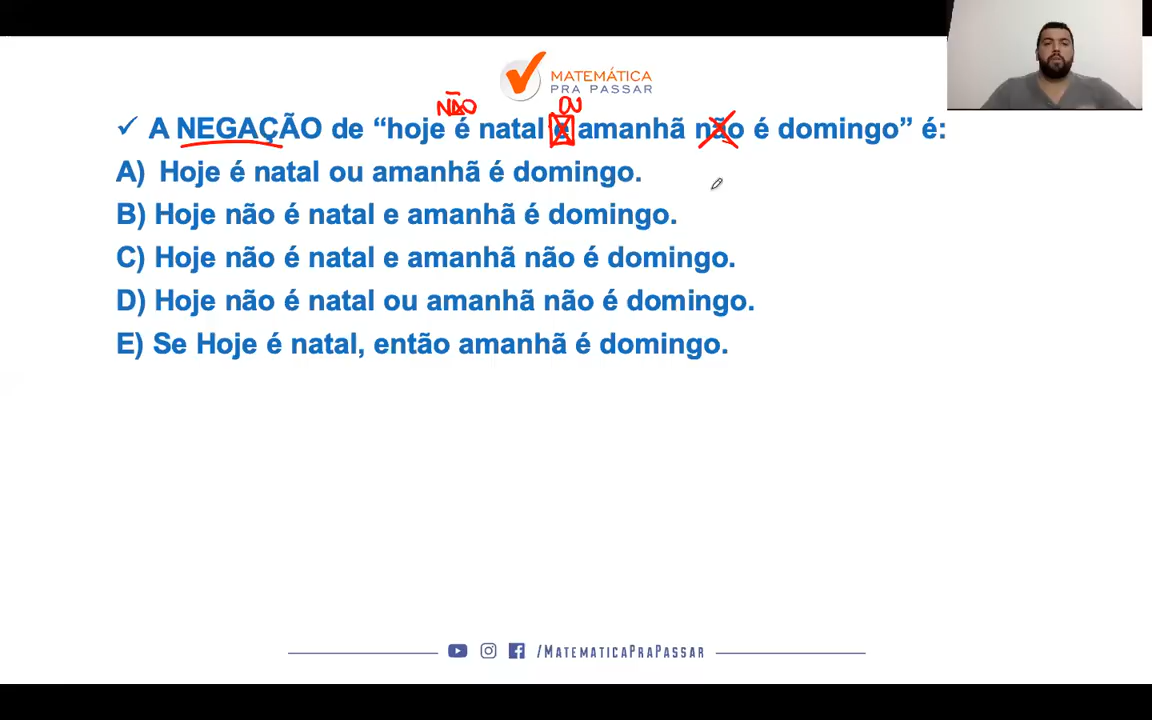 MATEMÁTICA
PRA PASSAR
NÃO OU
✓ A NEGAÇÃO de “hoje é natal e amanhã não é domingo” é:
A) Hoje é natal ou amanhã é domingo.
B) Hoje não é natal e amanhã é domingo.
C) Hoje não é natal e amanhã não é domingo.
D) Hoje não é natal ou amanhã não é domingo.
E) Se Hoje é natal, então amanhã é domingo.
/MATEMATICAPRAPASSAR